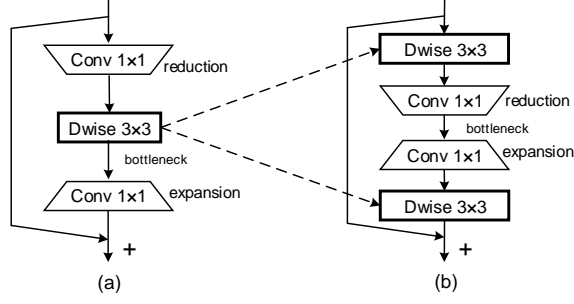 Conv 1×1
reduction
Dwise 3×3
bottleneck
Conv 1×1
expansion
+
(a)
Dwise 3×3
Conv 1×1
reduction
bottleneck
Conv 1×1
expansion
Dwise 3×3
+
(b)